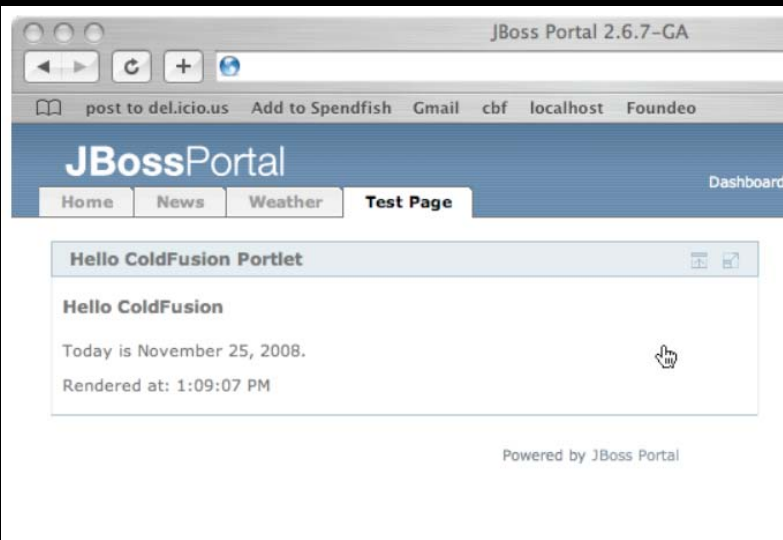 JBoss Portal 2.6.7-GA
post to del.icio.us Add to Spendfish Gmail cbf localhost Foundeo
JBossPortal
Dashboard
Home News Weather Test Page
Hello ColdFusion Portlet
Hello ColdFusion
Today is November 25, 2008.
Rendered at: 1:09:07 PM
Powered by JBoss Portal